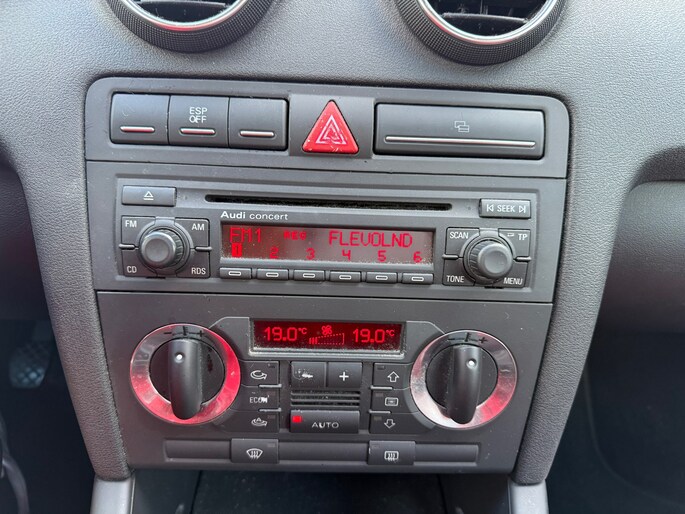 ESP
OFF
SEEK
Audi concert
FM
AM
CD
RDS
FM1
FLEVOLND
1 2 3 4 5 6
SCAN
TP
TONE
MENU
19.0°C
19.0°C
+
- +
- +
ECON
AUTO